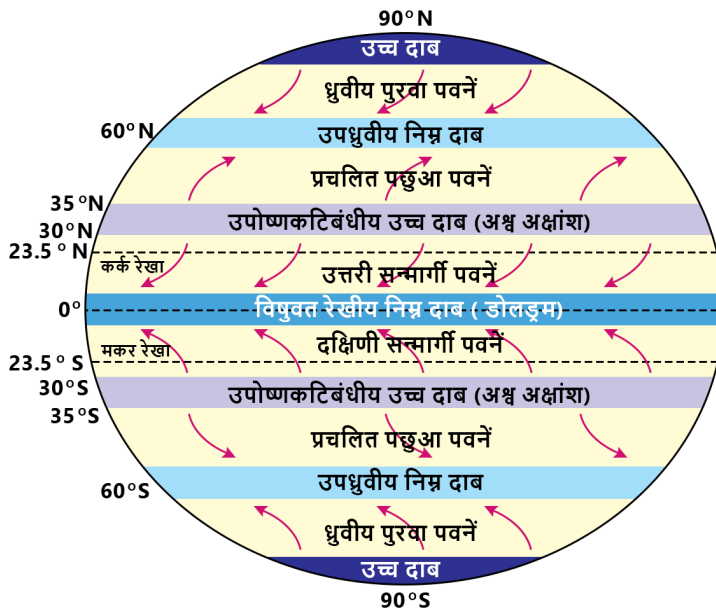 90°N
उच्च दाब
ध्रुवीय पुरवा पवनें
60°N
उपध्रुवीय निम्न दाब
प्रचलित पछुआ पवनें
35°N
30°N
उपोष्णकटिबंधीय उच्च दाब (अश्व अक्षांश)
23.5° N
कर्क रेखा
उत्तरी सन्मार्गी पवनें
0°
विषुवत रेखीय निम्न दाब ( डोलड्रम)
मकर रेखा
दक्षिणी सन्मार्गी पवनें
23.5° S
30°S
उपोष्णकटिबंधीय उच्च दाब (अश्व अक्षांश)
35°S
प्रचलित पछुआ पवनें
60°S
उपध्रुवीय निम्न दाब
ध्रुवीय पुरवा पवनें
उच्च दाब
90°S